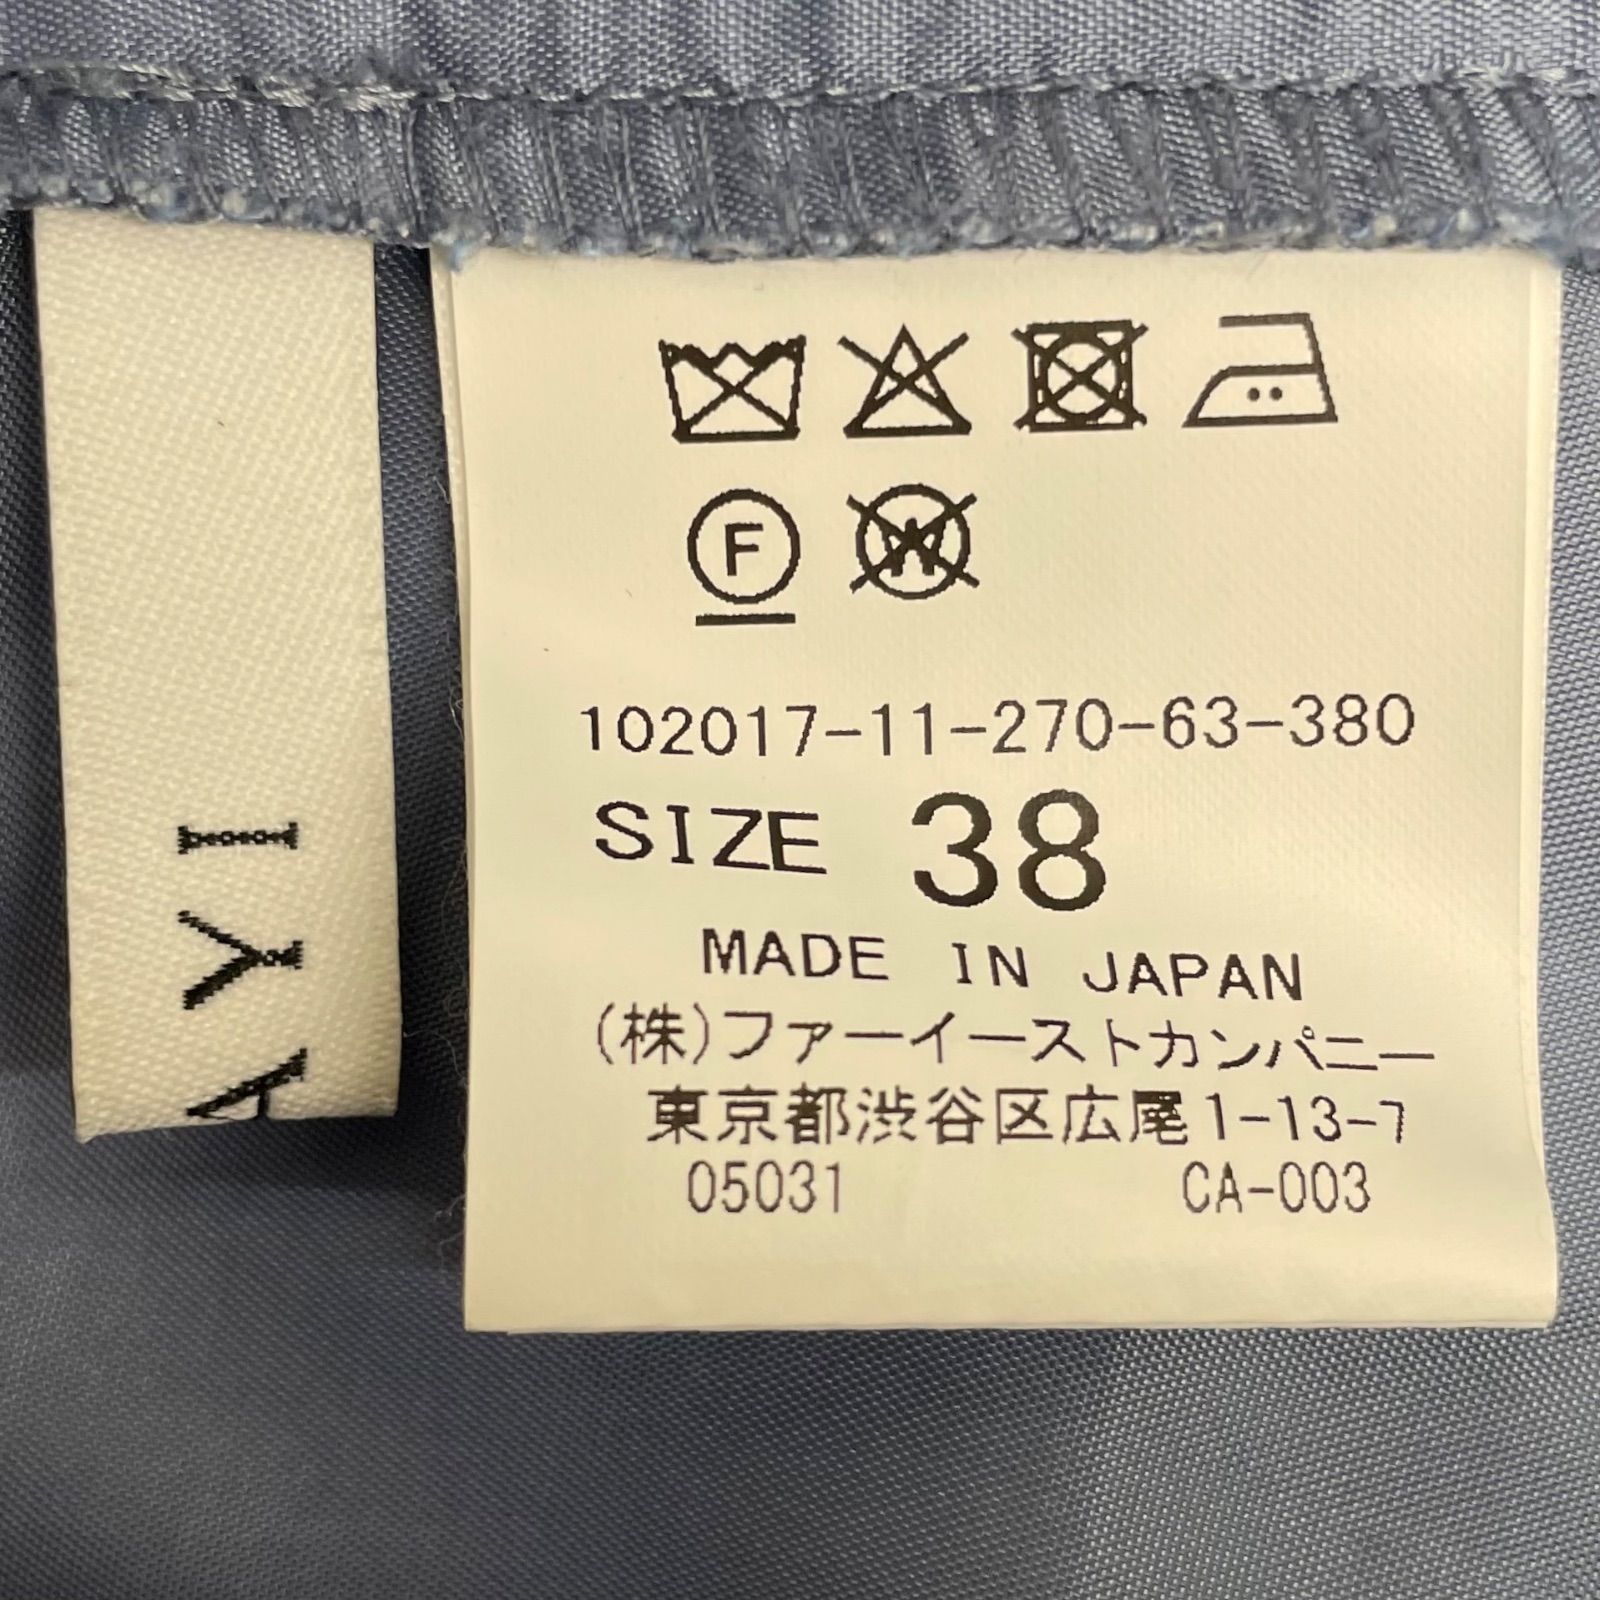 AYI
F
W
102017-11-270-63-380
SIZE 38
MADE IN JAPAN
(株)ファーイーストカンパニー
東京都渋谷区広尾1-13-7
05031 CA-003